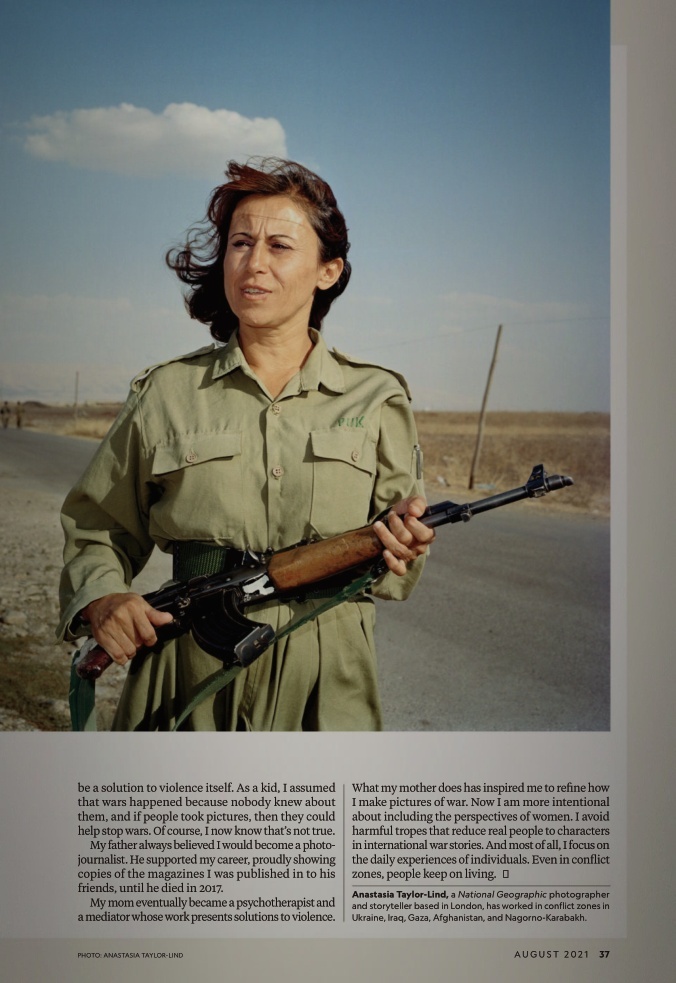 PUK
be a solution to violence itself. As a kid, I assumed
that wars happened because nobody knew about
them, and if people took pictures, then they could
help stop wars. Of course, I now know that's not true.
My father always believed I would become a photo-
journalist. He supported my career, proudly showing
copies of the magazines I was published in to his
friends, until he died in 2017.
My mom eventually became a psychotherapist and
a mediator whose work presents solutions to violence.
What my mother does has inspired me to refine how
I make pictures of war. Now I am more intentional
about including the perspectives of women. I avoid
harmful tropes that reduce real people to characters
in international war stories. And most of all, I focus on
the daily experiences of individuals. Even in conflict
zones, people keep on living.
Anastasia Taylor-Lind, a National Geographic photographer
and storyteller based in London, has worked in conflict zones in
Ukraine, Iraq, Gaza, Afghanistan, and Nagorno-Karabakh.
PHOTO: ANASTASIA TAYLOR-LIND
AUGUST 2021 37